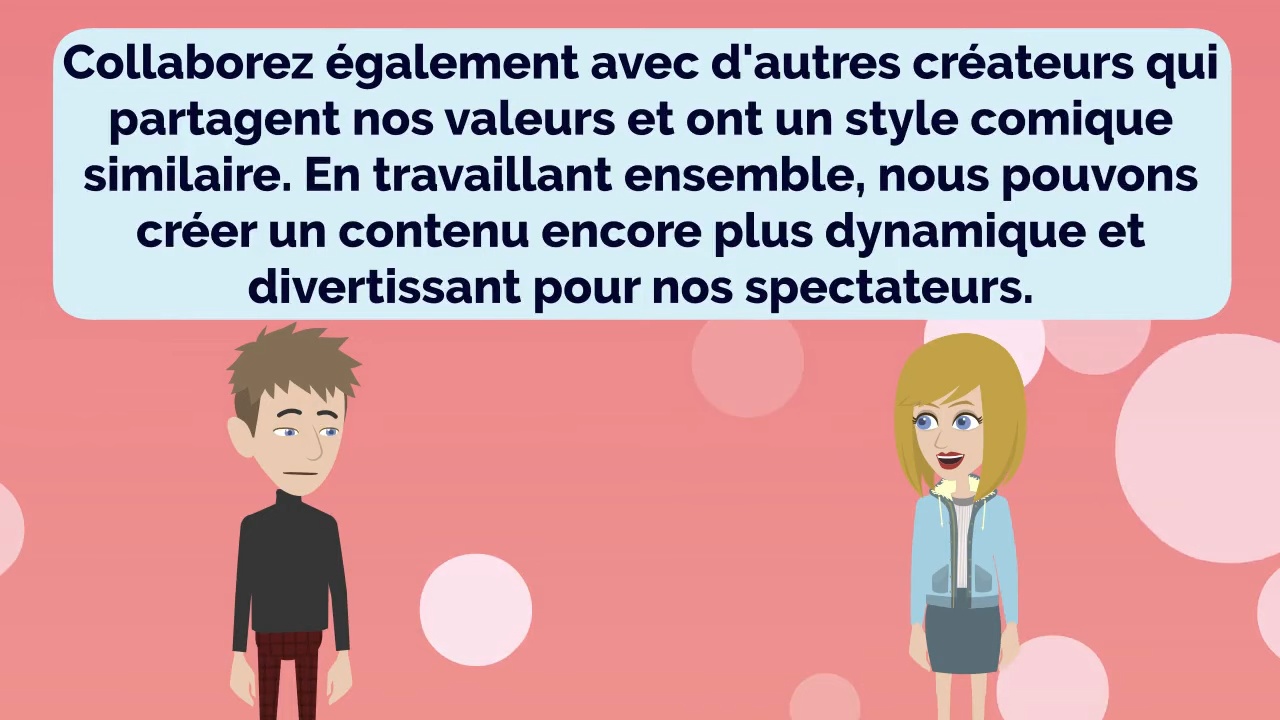 Collaborez également avec d'autres créateurs qui
partagent nos valeurs et ont un style comique
similaire. En travaillant ensemble, nous pouvons
créer un contenu encore plus dynamique et
divertissant pour nos spectateurs.